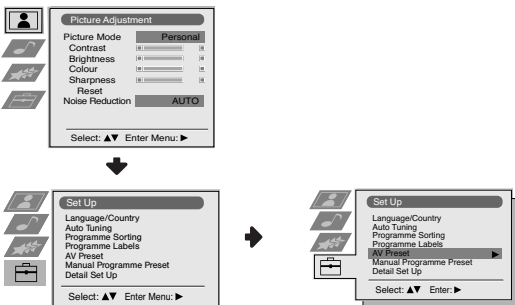 Picture Adjustment
Picture Mode Personal
Contrast
Brightness
Colour
Sharpness
Reset
Noise Reduction AUTO
Select: ▲▼ Enter Menu: ▶
Set Up
Language/Country
Auto Tuning
Programme Sorting
Programme Labels
AV Preset
Manual Programme Preset
Detail Set Up
Select: ▲▼ Enter Menu: ▶
Set Up
Language/Country
Auto Tuning
Programme Sorting
Programme Labels
AV Preset ▶
Manual Programme Preset
Detail Set Up
Select: ▲▼ Enter: ▶